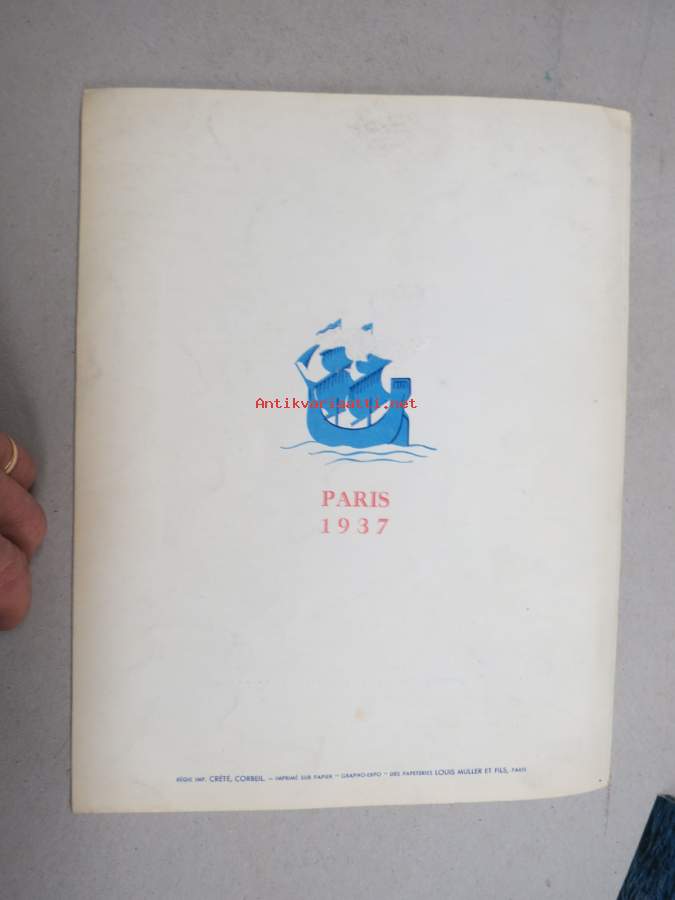 Antikvariaatti.net
PARIS
1937
RÉGIE IMP. CRÉTÉ, CORBEIL. — IMPRIMÉ SUR PAPIER "GRAPHO-EXPO" DES PAPETERIES LOUIS MULLER ET FILS, PARIS